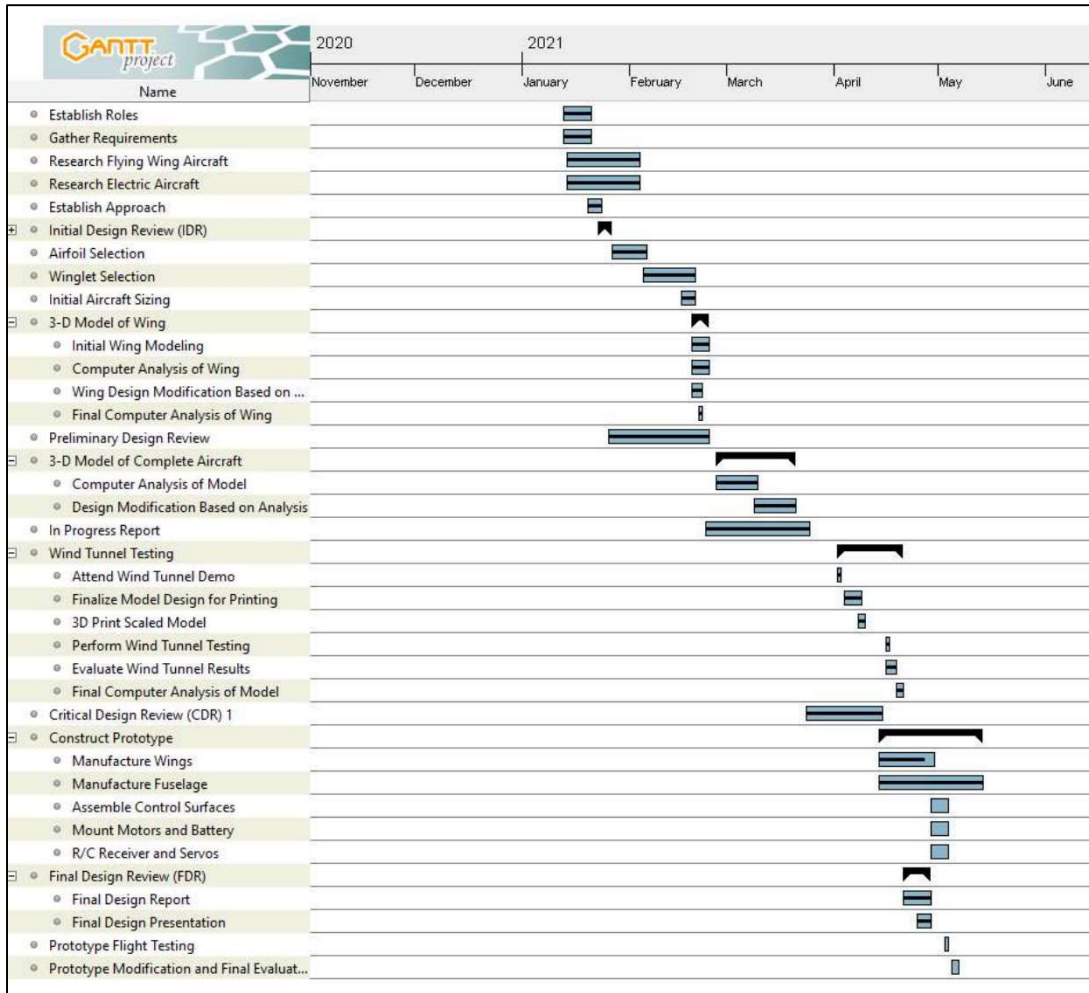 GANTT
project
2020
2021
Name
November
December
January
February
March
April
May
June
Establish Roles
Gather Requirements
Research Flying Wing Aircraft
Research Electric Aircraft
Establish Approach
Initial Design Review (IDR)
Airfoil Selection
Winglet Selection
Initial Aircraft Sizing
3-D Model of Wing
Initial Wing Modeling
Computer Analysis of Wing
Wing Design Modification Based on ...
Final Computer Analysis of Wing
Preliminary Design Review
3-D Model of Complete Aircraft
Computer Analysis of Model
Design Modification Based on Analysis
In Progress Report
Wind Tunnel Testing
Attend Wind Tunnel Demo
Finalize Model Design for Printing
3D Print Scaled Model
Perform Wind Tunnel Testing
Evaluate Wind Tunnel Results
Final Computer Analysis of Model
Critical Design Review (CDR) 1
Construct Prototype
Manufacture Wings
Manufacture Fuselage
Assemble Control Surfaces
Mount Motors and Battery
R/C Receiver and Servos
Final Design Review (FDR)
Final Design Report
Final Design Presentation
Prototype Flight Testing
Prototype Modification and Final Evaluat...